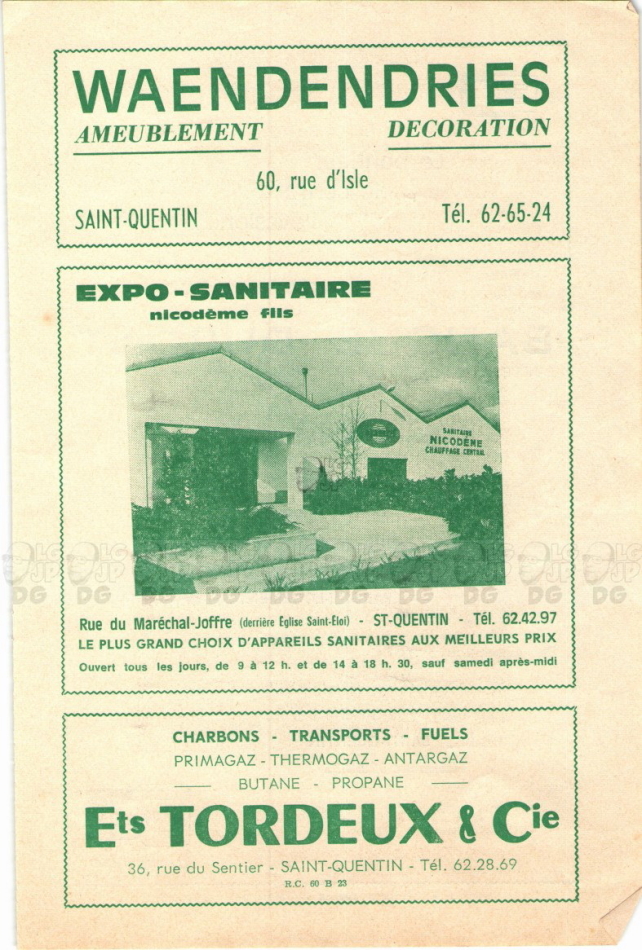 WAENDENDRIES
AMEUBLEMENT DECORATION
60, rue d'Isle
SAINT-QUENTIN Tél. 62-65-24
EXPO - SANITAIRE
nicodème fils
SANITAIRE
NICODÈME
CHAUFFAGE CENTRAL
Rue du Maréchal-Joffre (derrière Eglise Saint-Eloi) - ST-QUENTIN - Tél. 62.42.97
LE PLUS GRAND CHOIX D'APPAREILS SANITAIRES AUX MEILLEURS PRIX
Ouvert tous les jours, de 9 à 12 h. et de 14 à 18 h. 30, sauf samedi après-midi
CHARBONS - TRANSPORTS - FUELS
PRIMAGAZ - THERMOGAZ - ANTARGAZ
BUTANE - PROPANE
Ets TORDEUX & Cie
36, rue du Sentier - SAINT-QUENTIN - Tél. 62.28.69
R.C. 60 B 23